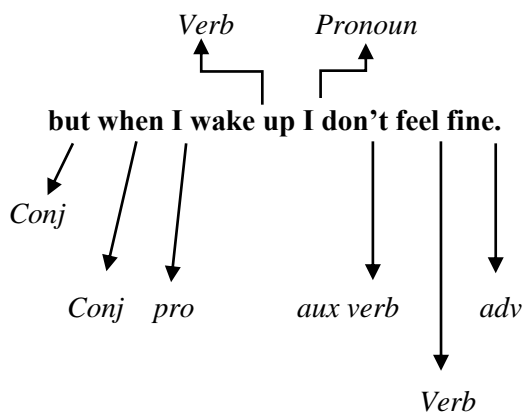 Verb Pronoun
but when I wake up I don't feel fine.
Conj
Conj pro aux verb adv
Verb